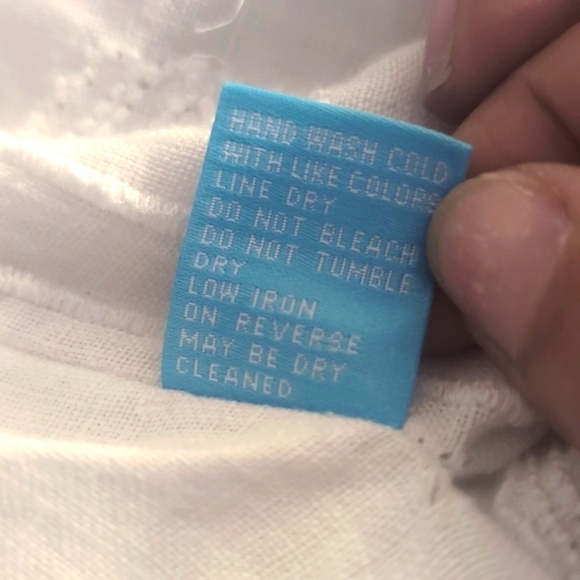 HAND WASH COLD
WITH LIKE COLORS
LINE DRY
DO NOT BLEACH
DO NOT TUMBLE
DRY
LOW IRON
ON REVERSE
MAY BE DRY
CLEANED